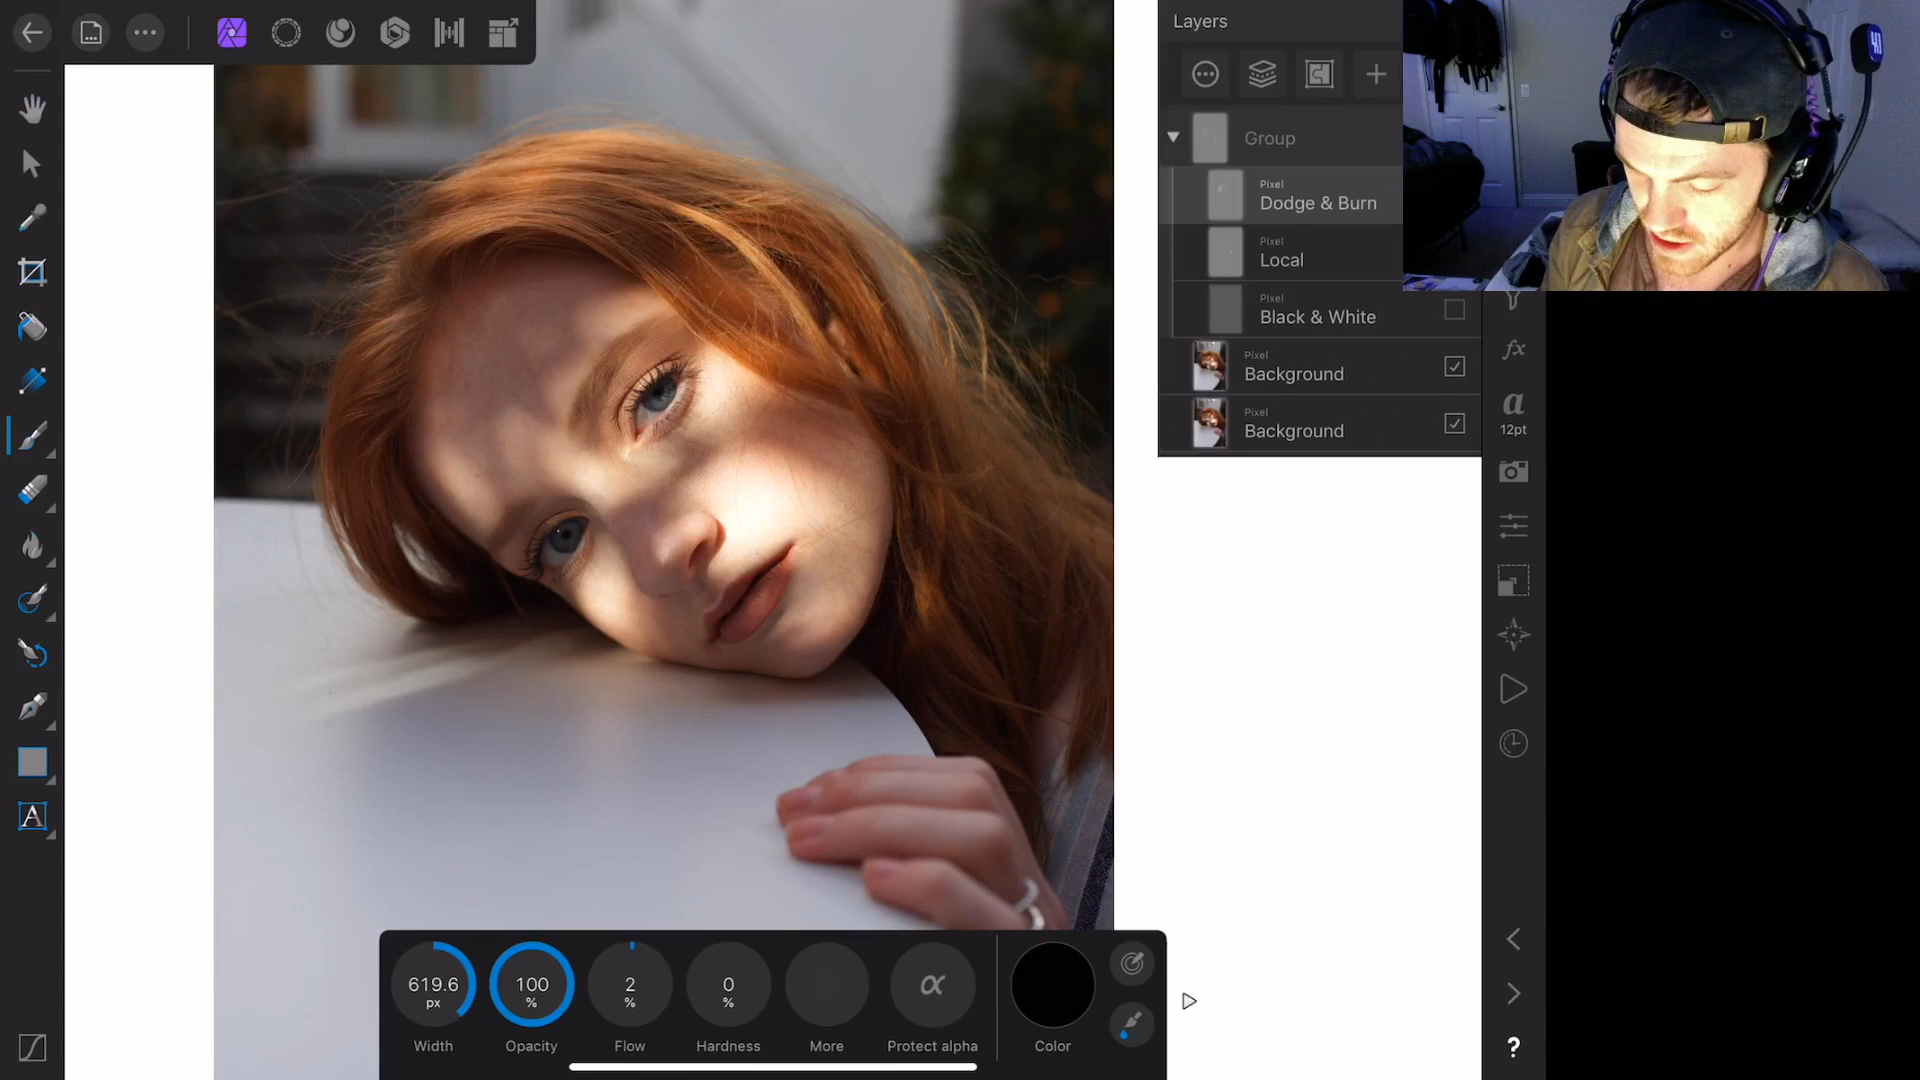 Layers
Group
Pixel
Dodge & Burn
Pixel
Local
Pixel
Black & White
Pixel
Background
Pixel
Background
fx
a
12pt
A
?
619.6
px
100
%
2
%
0
%
α
Width
Opacity
Flow
Hardness
More
Protect alpha
Color